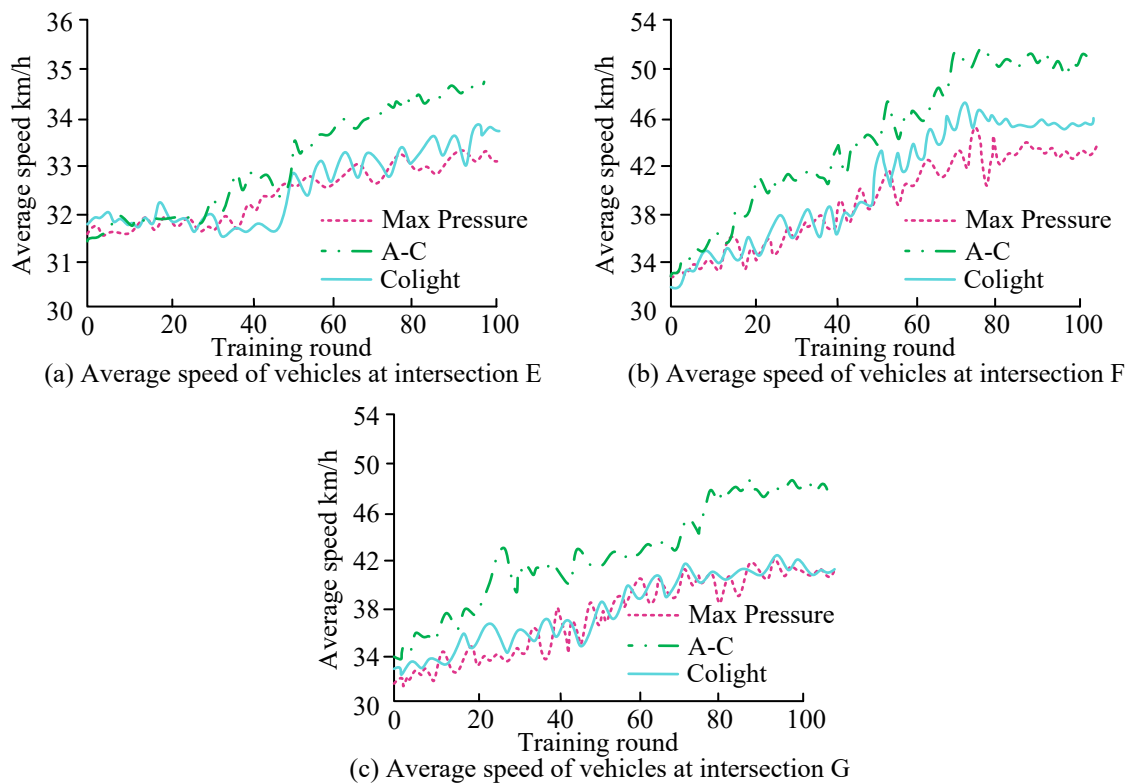 Average speed km/h
36
35
34
33
32
31
30
0
20
40
60
80
100
Max Pressure
A-C
Colight
Training round
(a) Average speed of vehicles at intersection E
Average speed km/h
54
50
46
42
38
34
30
0
20
40
60
80
100
Max Pressure
A-C
Colight
Training round
(b) Average speed of vehicles at intersection F
Average speed km/h
54
50
46
42
38
34
30
0
20
40
60
80
100
Max Pressure
A-C
Colight
Training round
(c) Average speed of vehicles at intersection G